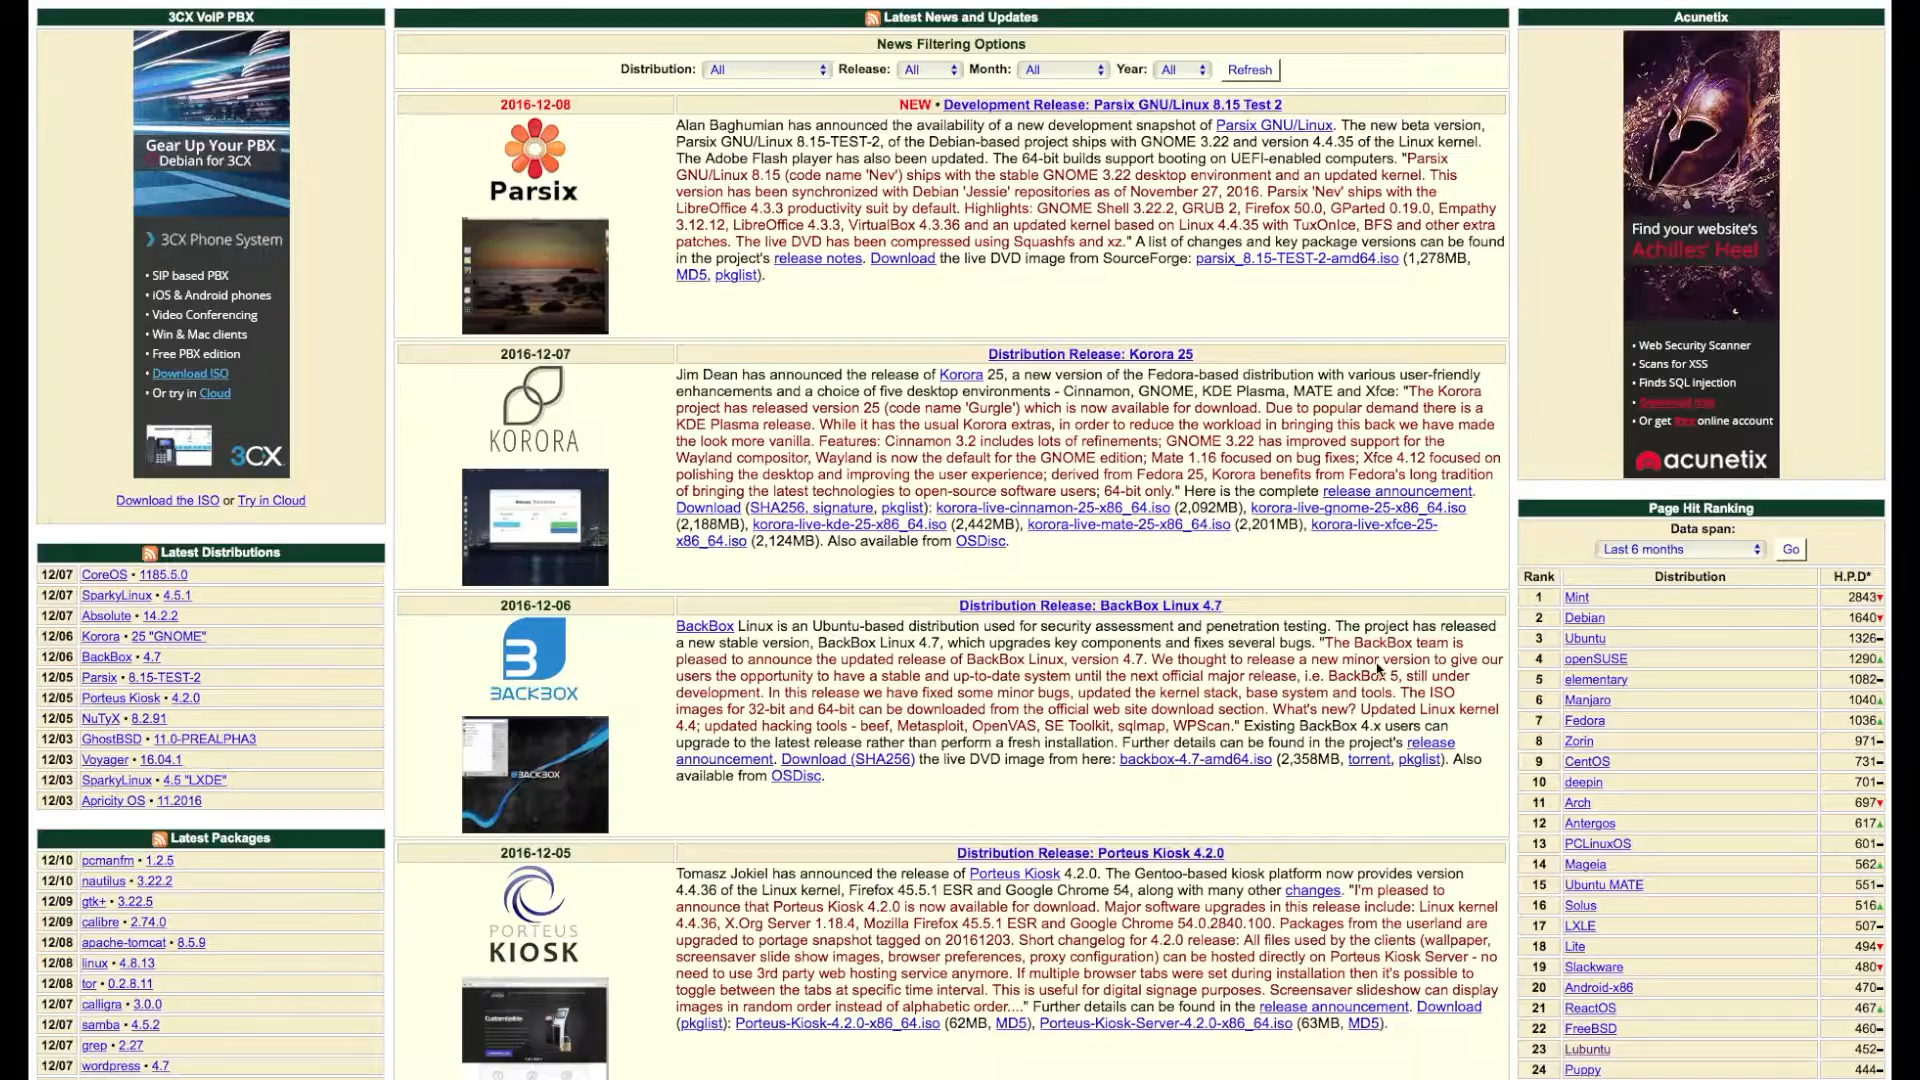 3CX VoIP PBX
Gear Up Your PBX
Debian for 3CX
3CX Phone System
• SIP based PBX
• iOS & Android phones
• Video Conferencing
• Win & Mac clients
• Free PBX edition
• Download ISO
• Or try in Cloud
3CX
Download the ISO or Try in Cloud
Latest Distributions
12/07 CoreOS • 1185.5.0
12/07 SparkyLinux • 4.5.1
12/07 Absolute • 14.2.2
12/06 Korora • 25 "GNOME"
12/06 BackBox • 4.7
12/05 Parsix • 8.15-TEST-2
12/05 Porteus Kiosk • 4.2.0
12/05 NuTyX • 8.2.91
12/03 GhostBSD • 11.0-PREALPHA3
12/03 Voyager • 16.04.1
12/03 SparkyLinux • 4.5 "LXDE"
12/03 Apricity OS • 11.2016
Latest Packages
12/10 pcmanfm • 1.2.5
12/10 nautilus • 3.22.2
12/09 gtk+ • 3.22.5
12/09 calibre • 2.74.0
12/08 apache-tomcat • 8.5.9
12/08 linux • 4.8.13
12/08 tor • 0.2.8.11
12/07 calligra • 3.0.0
12/07 samba • 4.5.2
12/07 grep • 2.27
12/07 wordpress • 4.7
Latest News and Updates
News Filtering Options
Distribution: All Release: All Month: All Year: All Refresh
2016-12-08 NEW • Development Release: Parsix GNU/Linux 8.15 Test 2
Parsix
Alan Baghumian has announced the availability of a new development snapshot of Parsix GNU/Linux. The new beta version,
Parsix GNU/Linux 8.15-TEST-2, of the Debian-based project ships with GNOME 3.22 and version 4.4.35 of the Linux kernel.
The Adobe Flash player has also been updated. The 64-bit builds support booting on UEFI-enabled computers. "Parsix
GNU/Linux 8.15 (code name 'Nev') ships with the stable GNOME 3.22 desktop environment and an updated kernel. This
version has been synchronized with Debian 'Jessie' repositories as of November 27, 2016. Parsix 'Nev' ships with the
LibreOffice 4.3.3 productivity suit by default. Highlights: GNOME Shell 3.22.2, GRUB 2, Firefox 50.0, GParted 0.19.0, Empathy
3.12.12, LibreOffice 4.3.3, VirtualBox 4.3.36 and an updated kernel based on Linux 4.4.35 with TuxOnIce, BFS and other extra
patches. The live DVD has been compressed using Squashfs and xz." A list of changes and key package versions can be found
in the project's release notes. Download the live DVD image from SourceForge: parsix_8.15-TEST-2-amd64.iso (1,278MB,
MD5, pkglist).
2016-12-07 Distribution Release: Korora 25
KORORA
Jim Dean has announced the release of Korora 25, a new version of the Fedora-based distribution with various user-friendly
enhancements and a choice of five desktop environments - Cinnamon, GNOME, KDE Plasma, MATE and Xfce: "The Korora
project has released version 25 (code name 'Gurgle') which is now available for download. Due to popular demand there is a
KDE Plasma release. While it has the usual Korora extras, in order to reduce the workload in bringing this back we have made
the look more vanilla. Features: Cinnamon 3.2 includes lots of refinements; GNOME 3.22 has improved support for the
Wayland compositor, Wayland is now the default for the GNOME edition; Mate 1.16 focused on bug fixes; Xfce 4.12 focused on
polishing the desktop and improving the user experience; derived from Fedora 25, Korora benefits from Fedora's long tradition
of bringing the latest technologies to open-source software users; 64-bit only." Here is the complete release announcement.
Download (SHA256, signature, pkglist): korora-live-cinnamon-25-x86_64.iso (2,092MB), korora-live-gnome-25-x86_64.iso
(2,188MB), korora-live-kde-25-x86_64.iso (2,442MB), korora-live-mate-25-x86_64.iso (2,201MB), korora-live-xfce-25-
x86_64.iso (2,124MB). Also available from OSDisc.
2016-12-06 Distribution Release: BackBox Linux 4.7
BACKBOX
BACKBOX
BackBox Linux is an Ubuntu-based distribution used for security assessment and penetration testing. The project has released
a new stable version, BackBox Linux 4.7, which upgrades key components and fixes several bugs. "The BackBox team is
pleased to announce the updated release of BackBox Linux, version 4.7. We thought to release a new minor version to give our
users the opportunity to have a stable and up-to-date system until the next official major release, i.e. BackBox 5, still under
development. In this release we have fixed some minor bugs, updated the kernel stack, base system and tools. The ISO
images for 32-bit and 64-bit can be downloaded from the official web site download section. What's new? Updated Linux kernel
4.4; updated hacking tools - beef, Metasploit, OpenVAS, SE Toolkit, sqlmap, WPScan." Existing BackBox 4.x users can
upgrade to the latest release rather than perform a fresh installation. Further details can be found in the project's release
announcement. Download (SHA256) the live DVD image from here: backbox-4.7-amd64.iso (2,358MB, torrent, pkglist). Also
available from OSDisc.
2016-12-05 Distribution Release: Porteus Kiosk 4.2.0
PORTEUS
KIOSK
Tomasz Jokiel has announced the release of Porteus Kiosk 4.2.0. The Gentoo-based kiosk platform now provides version
4.4.36 of the Linux kernel, Firefox 45.5.1 ESR and Google Chrome 54, along with many other changes. "I'm pleased to
announce that Porteus Kiosk 4.2.0 is now available for download. Major software upgrades in this release include: Linux kernel
4.4.36, X.Org Server 1.18.4, Mozilla Firefox 45.5.1 ESR and Google Chrome 54.0.2840.100. Packages from the userland are
upgraded to portage snapshot tagged on 20161203. Short changelog for 4.2.0 release: All files used by the clients (wallpaper,
screensaver slide show images, browser preferences, proxy configuration) can be hosted directly on Porteus Kiosk Server - no
need to use 3rd party web hosting service anymore. If multiple browser tabs were set during installation then it's possible to
toggle between the tabs at specific time interval. This is useful for digital signage purposes. Screensaver slideshow can display
images in random order instead of alphabetic order...." Further details can be found in the release announcement. Download
(pkglist): Porteus-Kiosk-4.2.0-x86_64.iso (62MB, MD5), Porteus-Kiosk-Server-4.2.0-x86_64.iso (63MB, MD5).
Acunetix
Find your website's
Achilles' Heel
• Web Security Scanner
• Scans for XSS
• Finds SQL injection
• Or get online account
acunetix
Page Hit Ranking
Data span:
Last 6 months Go
Rank Distribution H.P.D*
1 Mint 2843
2 Debian 1640
3 Ubuntu 1326
4 openSUSE 1290
5 elementary 1082
6 Manjaro 1040
7 Fedora 1036
8 Zorin 971
9 CentOS 731
10 deepin 701
11 Arch 697
12 Antergos 617
13 PCLinuxOS 601
14 Mageia 562
15 Ubuntu MATE 551
16 Solus 516
17 LXLE 507
18 Lite 494
19 Slackware 480
20 Android-x86 470
21 ReactOS 467
22 FreeBSD 460
23 Lubuntu 452
24 Puppy 444